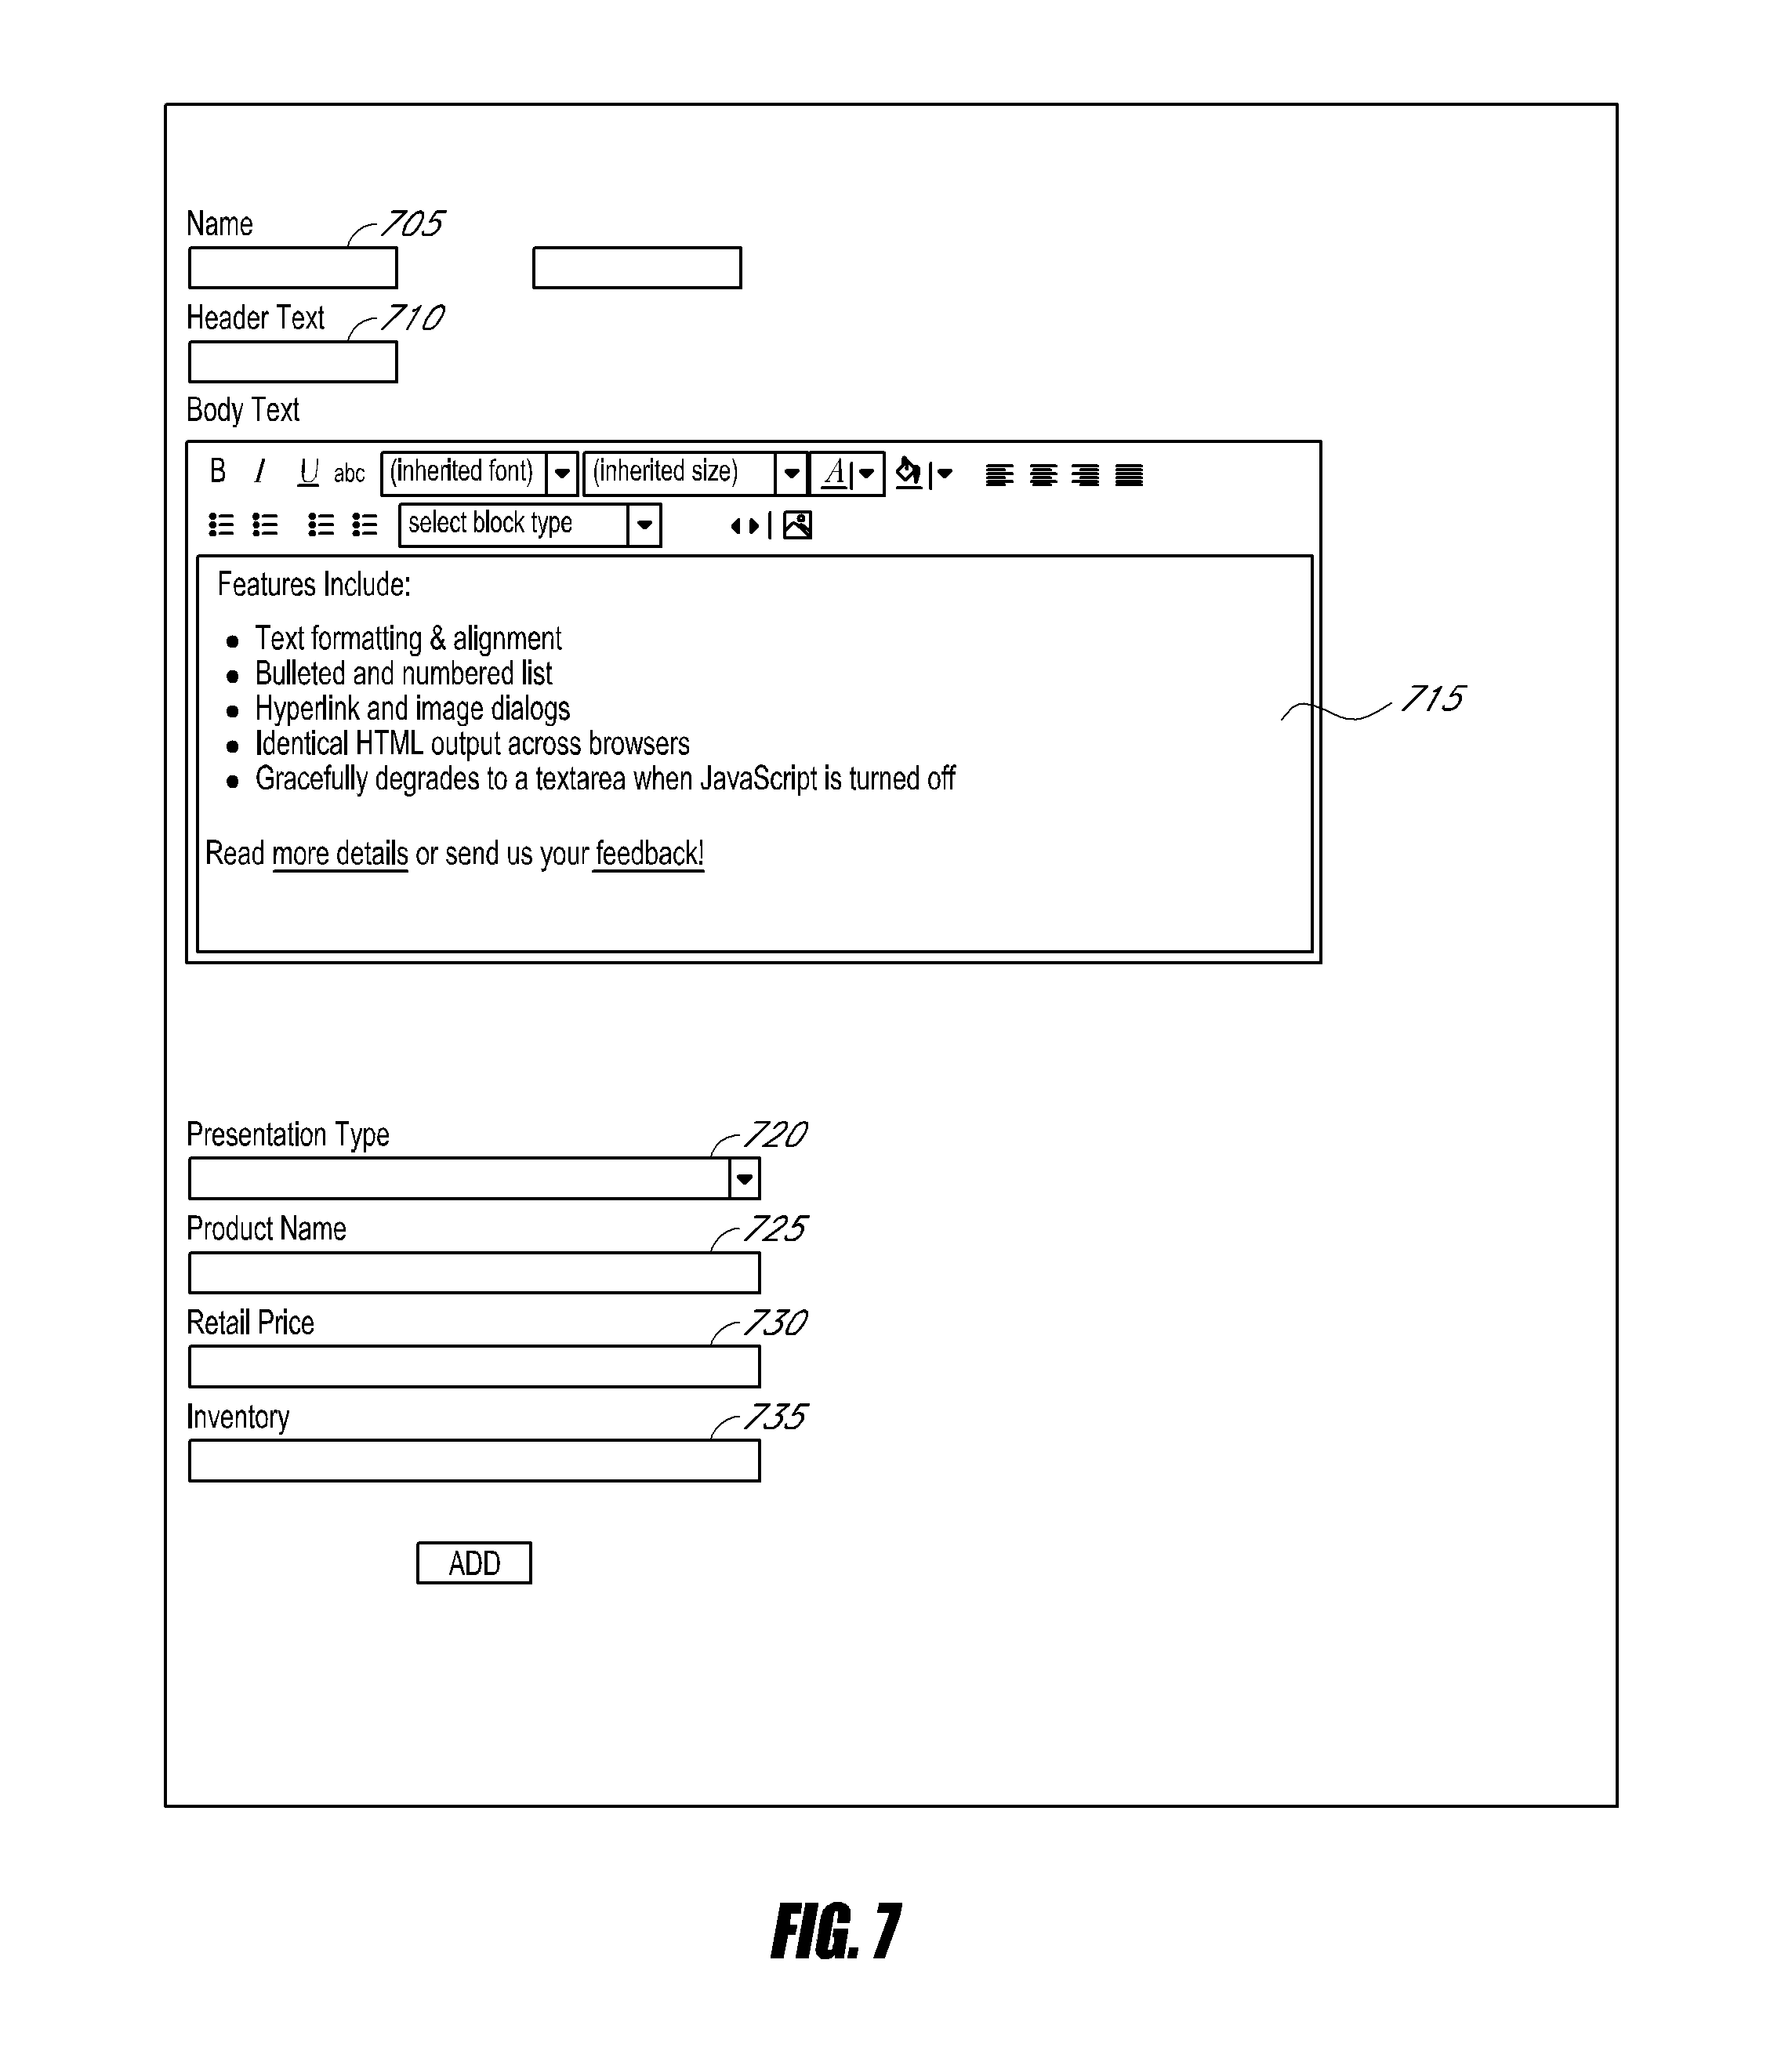 Name 705
Header Text 710
Body Text
B I U abc (inherited font) (inherited size) A
select block type
Features Include:
• Text formatting & alignment
• Bulleted and numbered list
• Hyperlink and image dialogs
715
• Identical HTML output across browsers
• Gracefully degrades to a textarea when JavaScript is turned off
Read more details or send us your feedback!
Presentation Type 720
Product Name 725
Retail Price 730
Inventory 735
ADD
FIG. 7